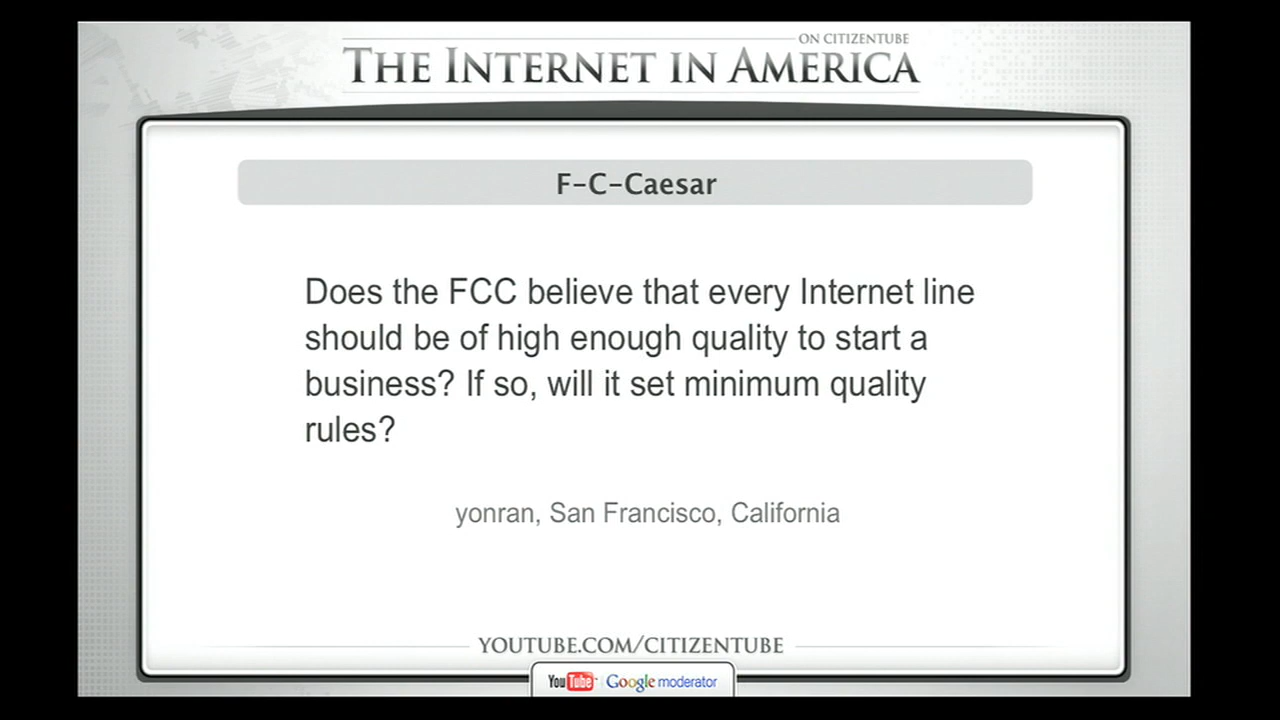 ON CITIZENTUBE
THE INTERNET IN AMERICA
F-C-Caesar
Does the FCC believe that every Internet line
should be of high enough quality to start a
business? If so, will it set minimum quality
rules?
yonran, San Francisco, California
YOUTUBE.COM/CITIZENTUBE
YouTube Google moderator